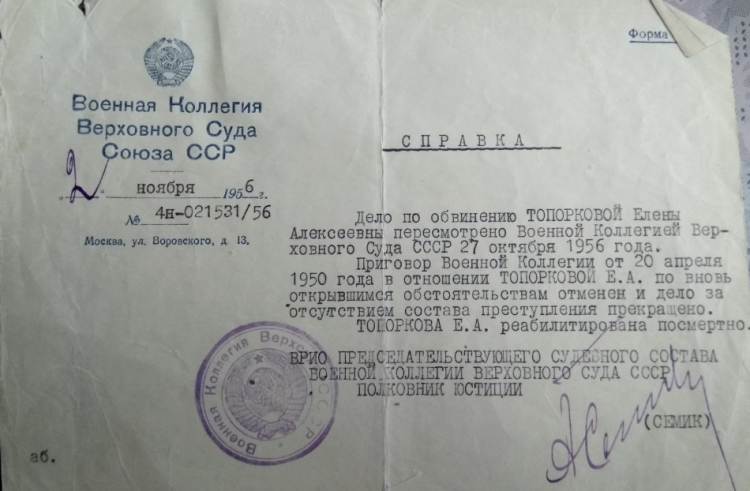 Форма
Военная Коллегия
Верховного Суда
Союза ССР
„2" ноября 1956 г.
№ 4н-021531/56
Москва, ул. Воровского, д. 13.
СПРАВКА
Дело по обвинению ТОПОРКОВОЙ Елены
Алексеевны пересмотрено Военной Коллегией Вер-
ховного Суда СССР 27 октября 1956 года.
Приговор Военной Коллегии от 20 апреля
1950 года в отношении ТОПОРКОВОЙ Е.А. по вновь
открывшимся обстоятельствам отменен и дело за
отсутствием состава преступления прекращено.
ТОПОРКОВА Е.А. реабилитирована посмертно.
ВРИО ПРЕДСЕДАТЕЛЬСТВУЮЩЕГО СУДЕБНОГО СОСТАВА
ВОЕННОЙ КОЛЛЕГИИ ВЕРХОВНОГО СУДА СССР
ПОЛКОВНИК ЮСТИЦИИ
(СЕМИК)
Военная Коллегия Верховного СССР
аб.